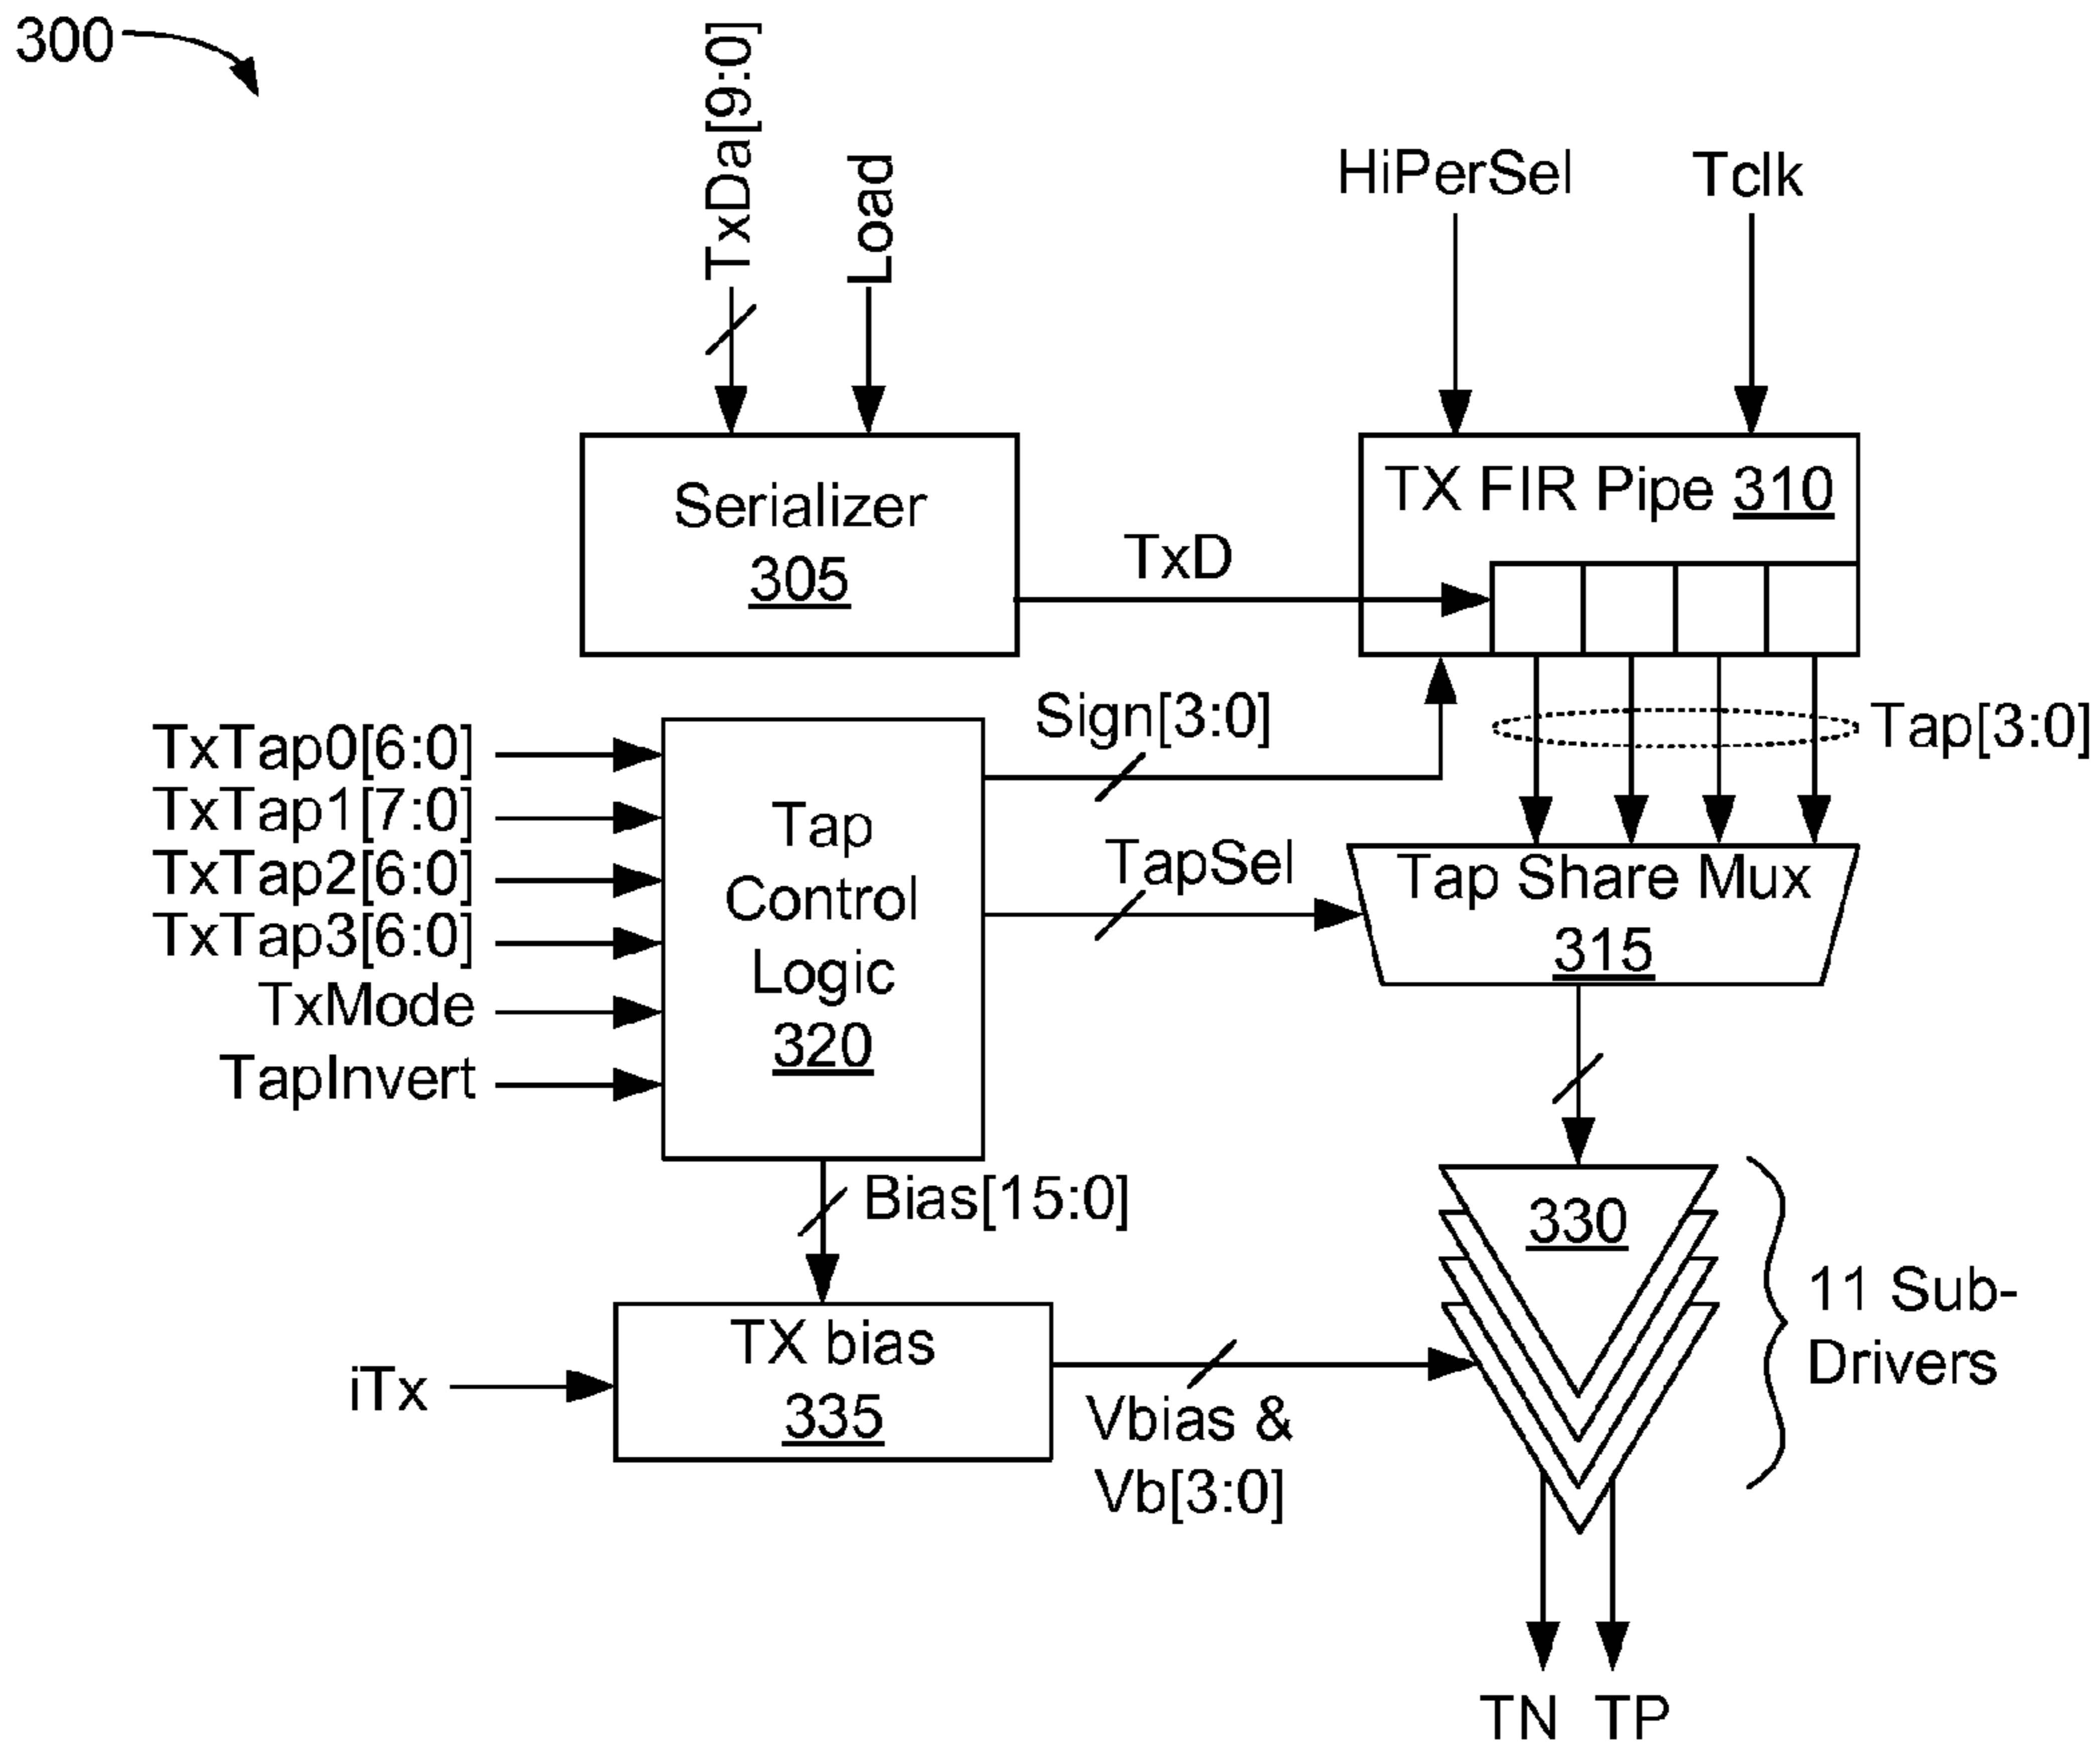 300
TxDa[9:0]
Load
HiPerSel
Tclk
Serializer
305
TxD
TX FIR Pipe 310
TxTap0[6:0]
TxTap1[7:0]
TxTap2[6:0]
TxTap3[6:0]
TxMode
TapInvert
Tap
Control
Logic
320
Sign[3:0]
TapSel
Tap[3:0]
Tap Share Mux
315
Bias[15:0]
330
11 Sub-
Drivers
iTx
TX bias
335
Vbias &
Vb[3:0]
TN
TP